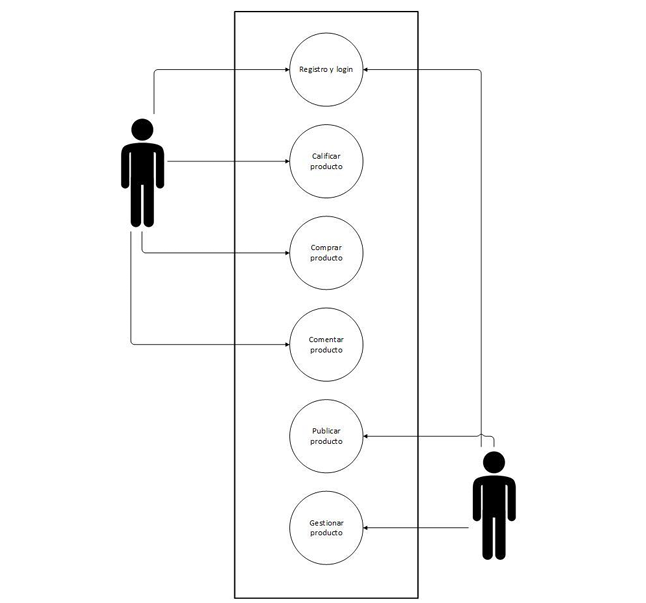 Registro y login
Calificar
producto
Comprar
producto
Comentar
producto
Publicar
producto
Gestionar
producto